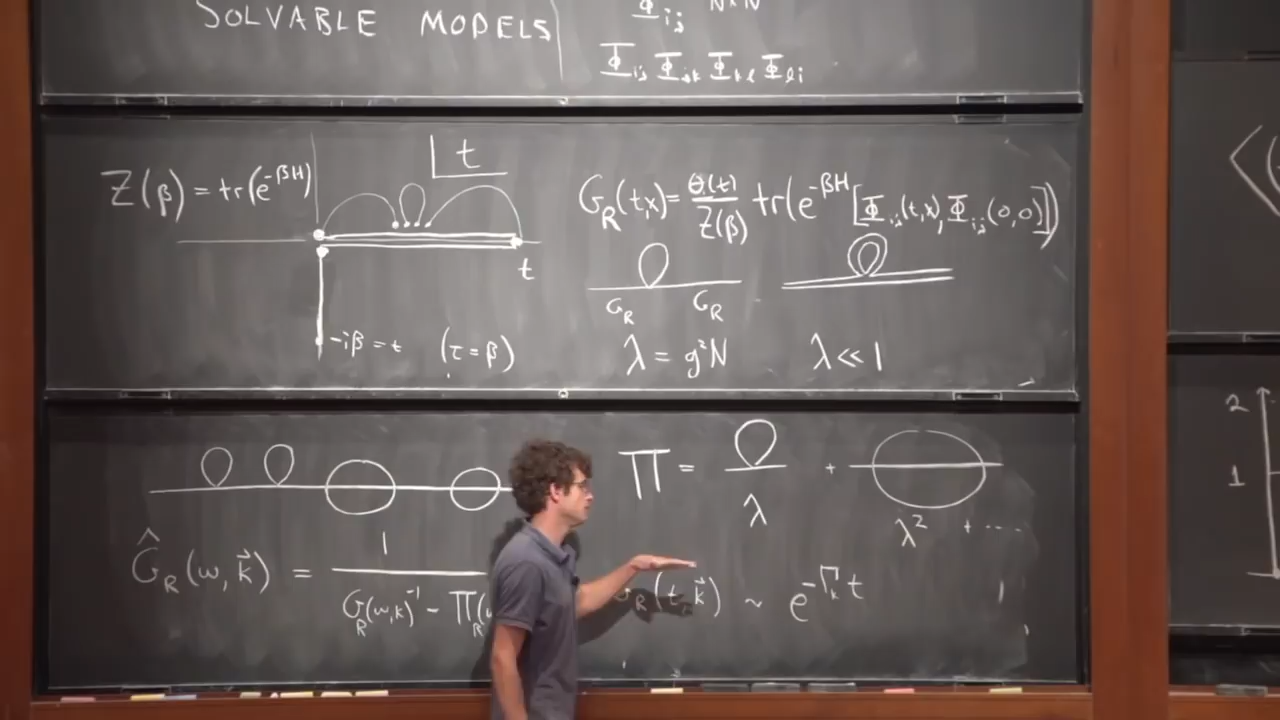 SOLVABLE MODELS
Φ_ij N×N
Φ_ij Φ_jk Φ_kl Φ_li
Z(β) = tr(e^{-βH})
t
t
-iβ = t (τ = β)
G_R(t,x) = θ(t)/Z(β) tr(e^{-βH}[Φ_ij(t,x), Φ_ij(0,0)])
G_R G_R
λ = g²N λ << 1
Π = +
λ λ² + ....
Ĝ_R(w, k⃗) = 1 / G_R(w,k)^{-1} - Π_R(w
G_R(t, k⃗) ~ e^{-Γ_k t}
⟨(
2
1